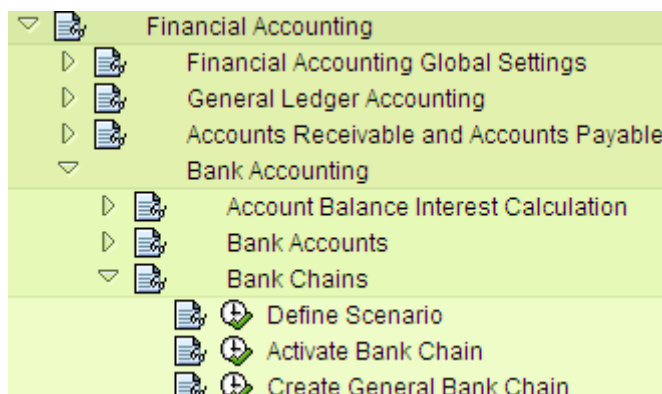 Financial Accounting
Financial Accounting Global Settings
General Ledger Accounting
Accounts Receivable and Accounts Payable
Bank Accounting
Account Balance Interest Calculation
Bank Accounts
Bank Chains
Define Scenario
Activate Bank Chain
Create General Bank Chain